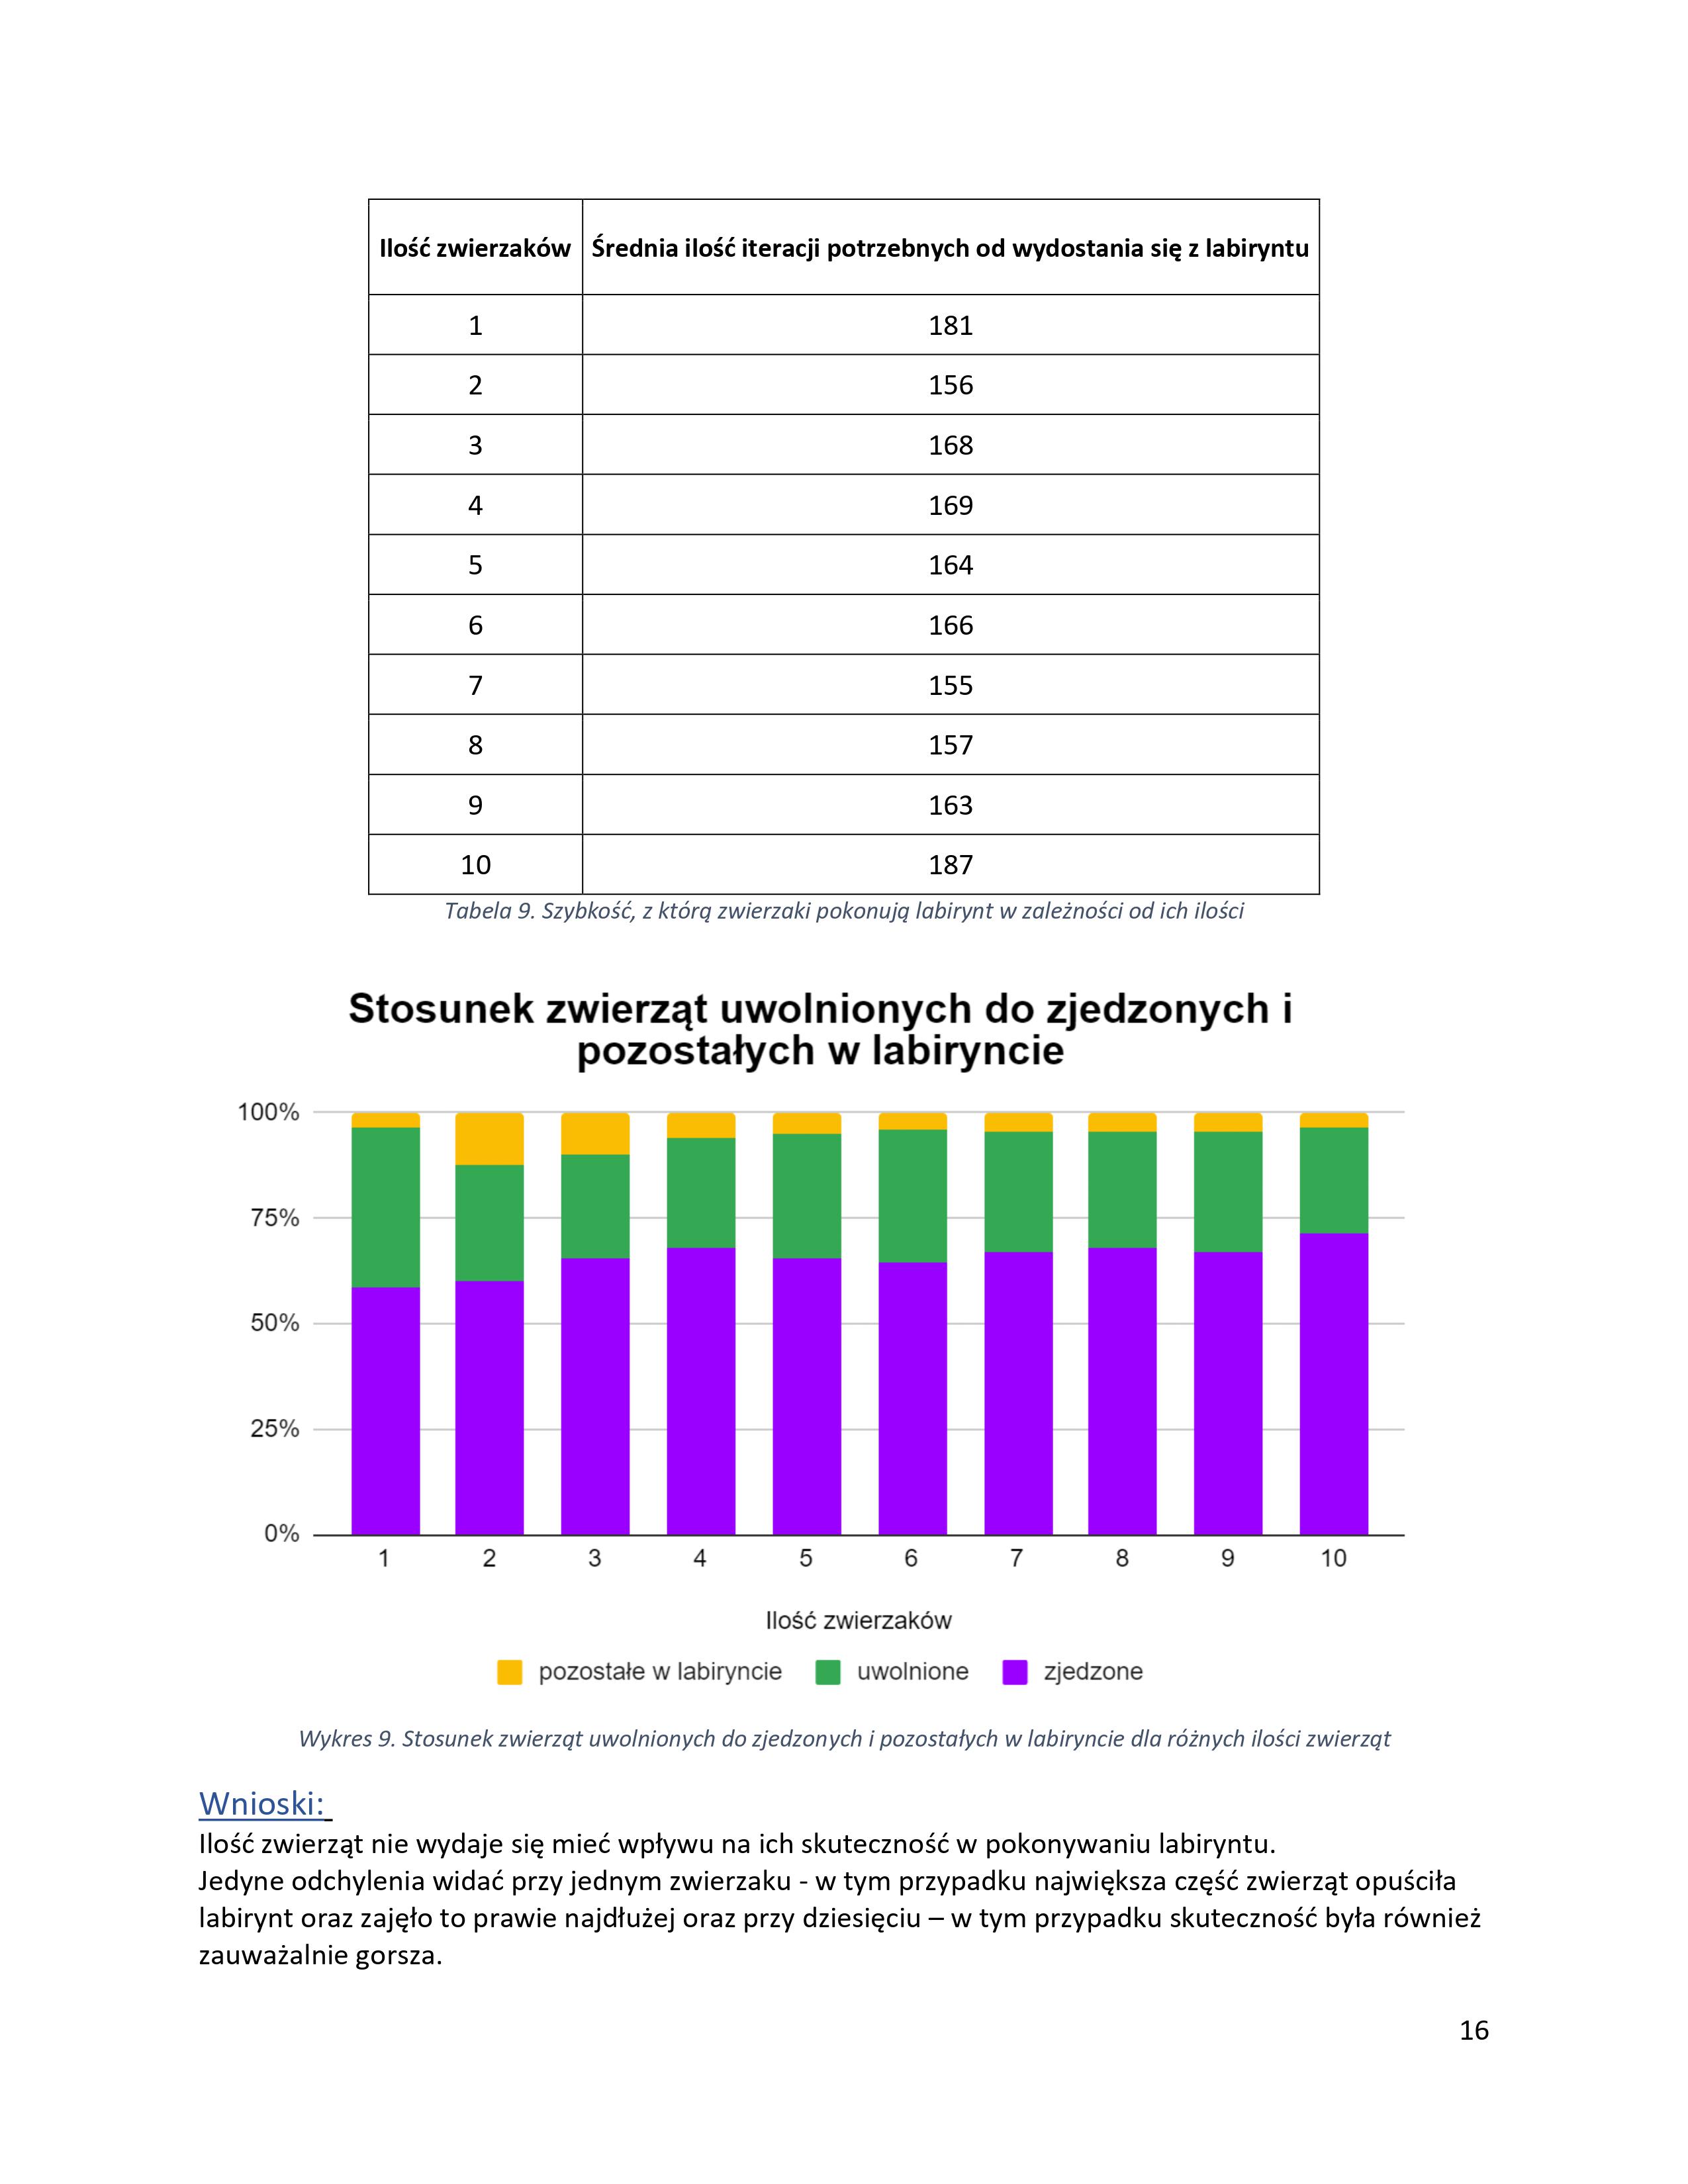 Ilość zwierzaków Średnia ilość iteracji potrzebnych od wydostania się z labiryntu
1 181
2 156
3 168
4 169
5 164
6 166
7 155
8 157
9 163
10 187
Tabela 9. Szybkość, z którą zwierzaki pokonują labirynt w zależności od ich ilości
Stosunek zwierząt uwolnionych do zjedzonych i
pozostałych w labiryncie
100%
75%
50%
25%
0%
1 2 3 4 5 6 7 8 9 10
Ilość zwierzaków
pozostałe w labiryncie uwolnione zjedzone
Wykres 9. Stosunek zwierząt uwolnionych do zjedzonych i pozostałych w labiryncie dla różnych ilości zwierząt
Wnioski:
Ilość zwierząt nie wydaje się mieć wpływu na ich skuteczność w pokonywaniu labiryntu.
Jedyne odchylenia widać przy jednym zwierzaku - w tym przypadku największa część zwierząt opuściła
labirynt oraz zajęło to prawie najdłużej oraz przy dziesięciu – w tym przypadku skuteczność była również
zauważalnie gorsza.
16